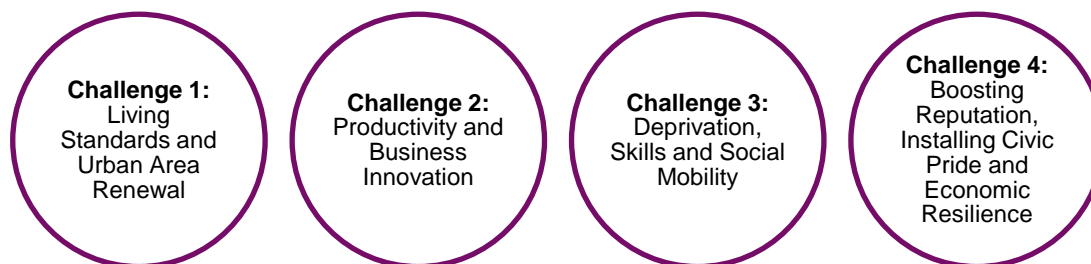 Challenge 1:
Living
Standards and
Urban Area
Renewal
Challenge 2:
Productivity and
Business
Innovation
Challenge 3:
Deprivation,
Skills and Social
Mobility
Challenge 4:
Boosting
Reputation,
Installing Civic
Pride and
Economic
Resilience